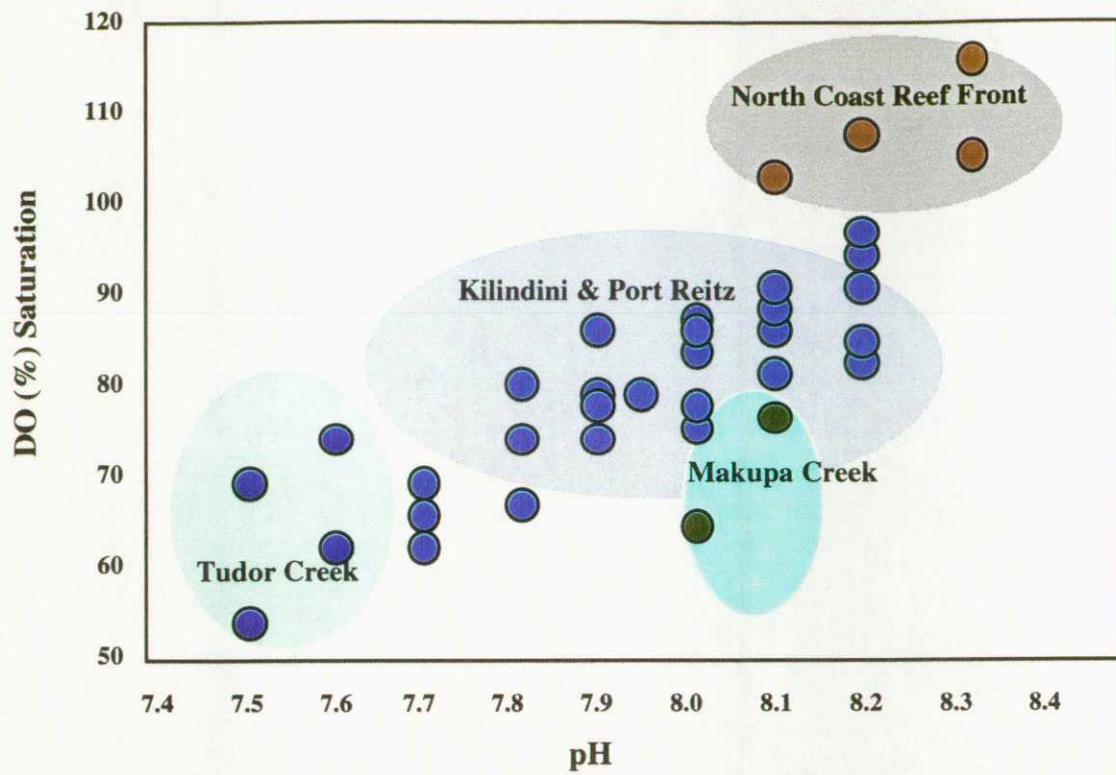 120
110
100
90
80
70
60
50
DO (%) Saturation
North Coast Reef Front
Kilindini & Port Reitz
Makupa Creek
Tudor Creek
7.4 7.5 7.6 7.7 7.8 7.9 8.0 8.1 8.2 8.3 8.4
pH